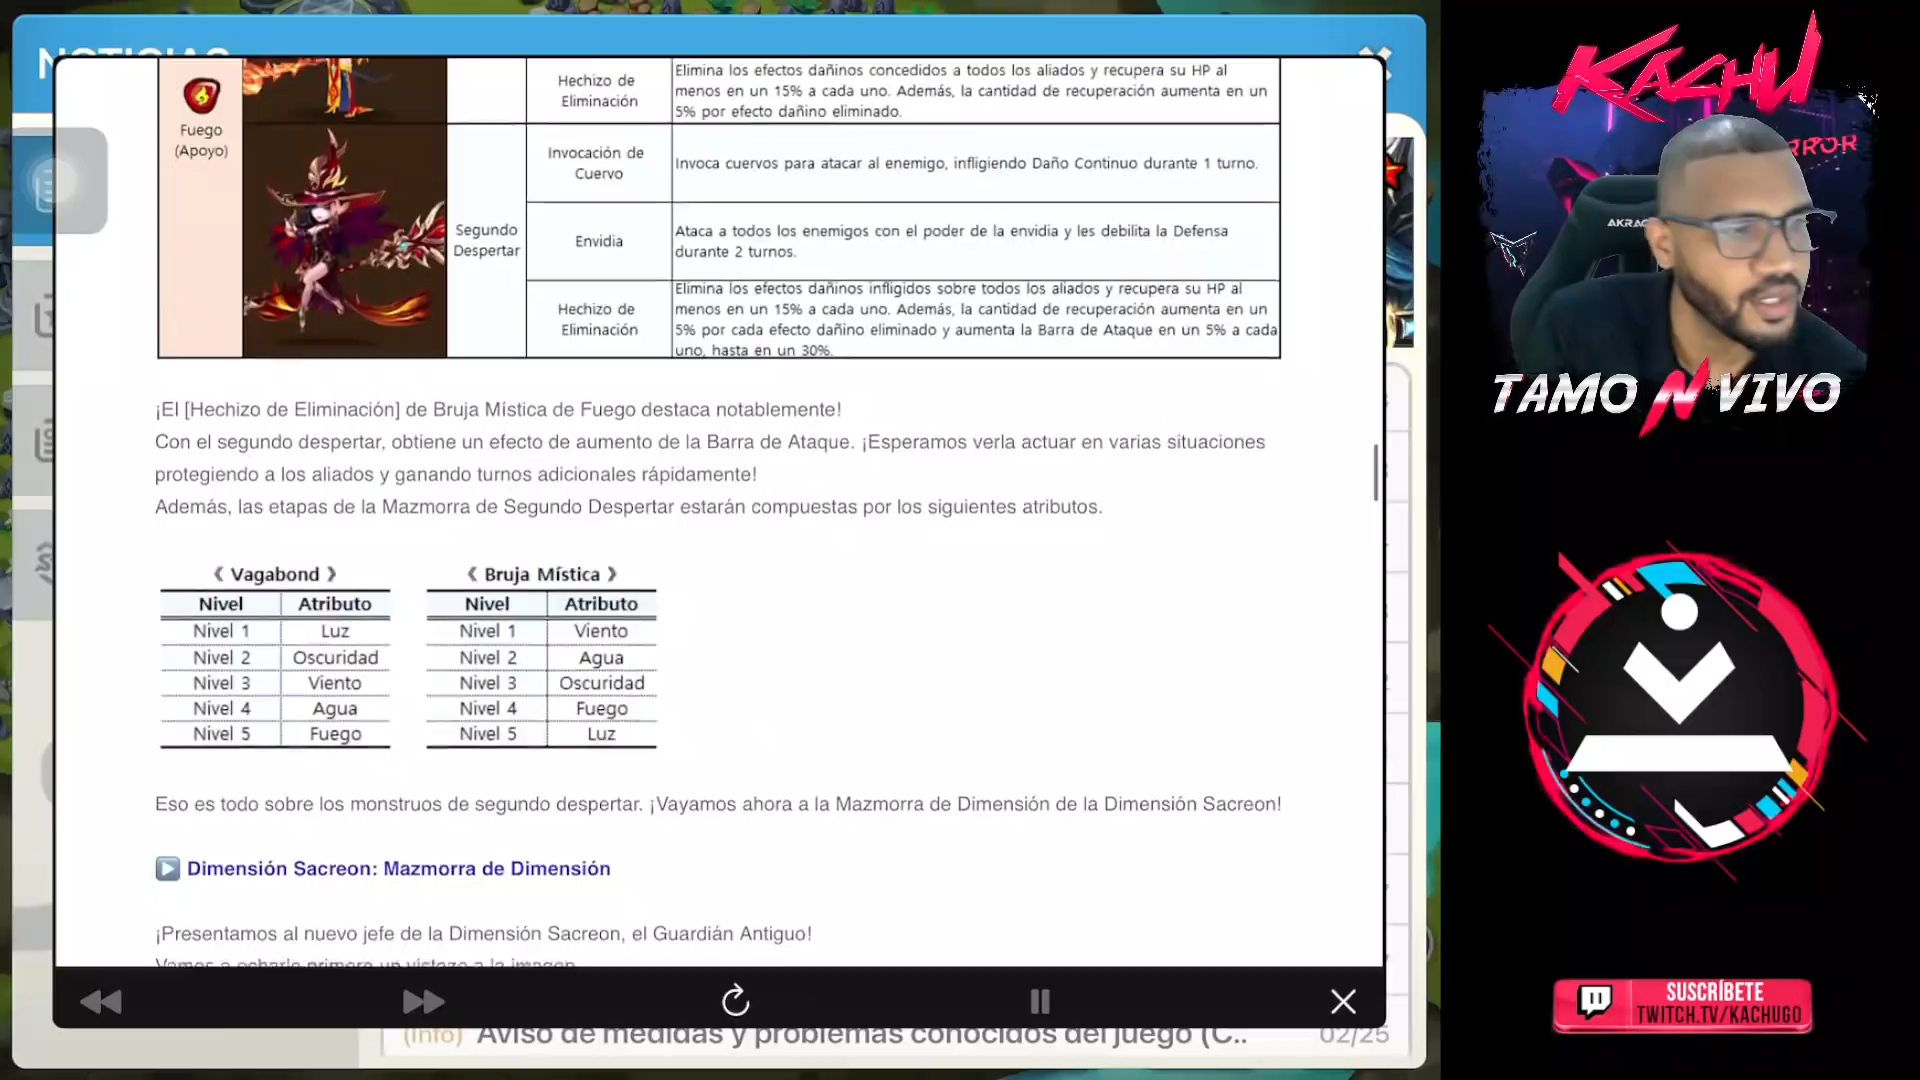 NOTICIAS
Fuego
(Apoyo)
Hechizo de
Eliminación
Elimina los efectos dañinos concedidos a todos los aliados y recupera su HP al
menos en un 15% a cada uno. Además, la cantidad de recuperación aumenta en un
5% por efecto dañino eliminado.
Segundo
Despertar
Invocación de
Cuervo
Invoca cuervos para atacar al enemigo, infligiendo Daño Continuo durante 1 turno.
Envidia
Ataca a todos los enemigos con el poder de la envidia y les debilita la Defensa
durante 2 turnos.
Hechizo de
Eliminación
Elimina los efectos dañinos infligidos sobre todos los aliados y recupera su HP al
menos en un 15% a cada uno. Además, la cantidad de recuperación aumenta en un
5% por cada efecto dañino eliminado y aumenta la Barra de Ataque en un 5% a cada
uno, hasta en un 30%.
¡El [Hechizo de Eliminación] de Bruja Mística de Fuego destaca notablemente!
Con el segundo despertar, obtiene un efecto de aumento de la Barra de Ataque. ¡Esperamos verla actuar en varias situaciones
protegiendo a los aliados y ganando turnos adicionales rápidamente!
Además, las etapas de la Mazmorra de Segundo Despertar estarán compuestas por los siguientes atributos.
《 Vagabond 》
Nivel Atributo
Nivel 1 Luz
Nivel 2 Oscuridad
Nivel 3 Viento
Nivel 4 Agua
Nivel 5 Fuego
《 Bruja Mística 》
Nivel Atributo
Nivel 1 Viento
Nivel 2 Agua
Nivel 3 Oscuridad
Nivel 4 Fuego
Nivel 5 Luz
Eso es todo sobre los monstruos de segundo despertar. ¡Vayamos ahora a la Mazmorra de Dimensión de la Dimensión Sacreon!
Dimensión Sacreon: Mazmorra de Dimensión
¡Presentamos al nuevo jefe de la Dimensión Sacreon, el Guardián Antiguo!
Vamos a echarle primero un vistazo a la imagen
(Info) Aviso de medidas y problemas conocidos del juego (C.. 02/25
KACHU
RROR
AKRAC
TAMO N VIVO
SUSCRÍBETE
TWITCH.TV/KACHUGO